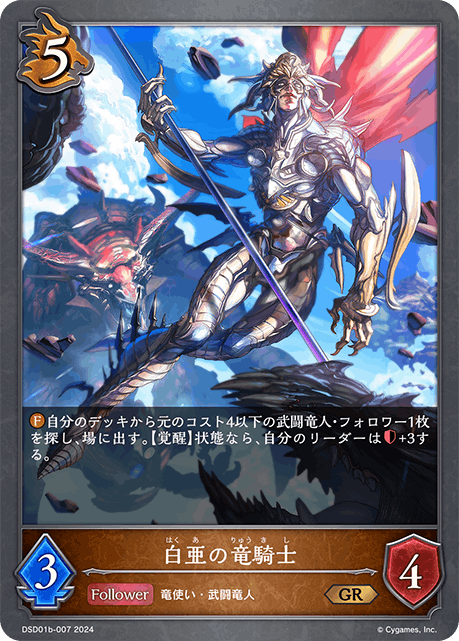 5
F 自分のデッキから元のコスト4以下の武闘竜人・フォロワー1枚
を探し、場に出す。【覚醒】状態なら、自分のリーダーは+3す
る。
はくあ りゅうきし
白亜の竜騎士
3
Follower 竜使い・武闘竜人
GR
4
DSD01b-007 2024
© Cygames, Inc.